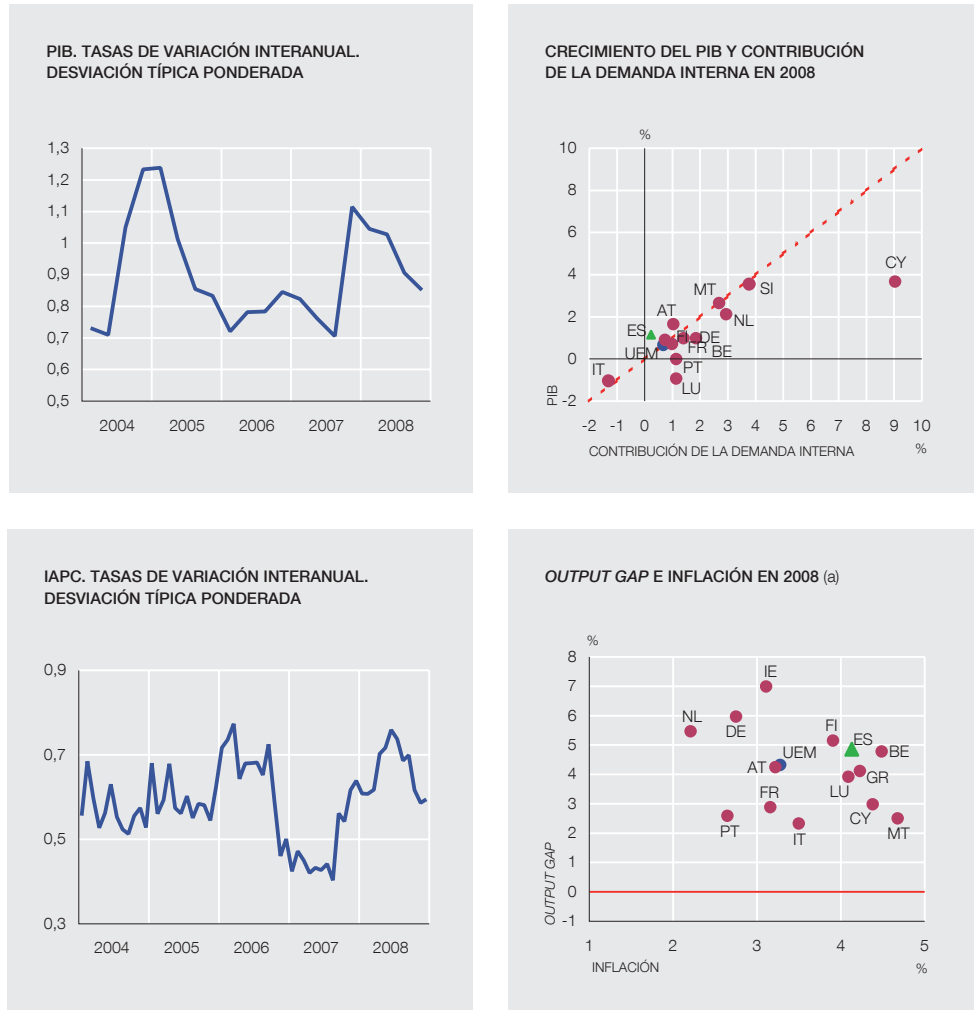 PIB. TASAS DE VARIACIÓN INTERANUAL.
DESVIACIÓN TÍPICA PONDERADA
1,3
1,2
1,1
1
0,9
0,8
0,7
0,6
0,5
2004 2005 2006 2007 2008
CRECIMIENTO DEL PIB Y CONTRIBUCIÓN
DE LA DEMANDA INTERNA EN 2008
%
10
8
6
4
2
0
-2
PIB
CY
SI
MT
NL
AT
ES
FI
DE
UEM
FR
BE
PT
IT
LU
-2 -1 0 1 2 3 4 5 6 7 8 9 10
CONTRIBUCIÓN DE LA DEMANDA INTERNA %
IAPC. TASAS DE VARIACIÓN INTERANUAL.
DESVIACIÓN TÍPICA PONDERADA
0,9
0,7
0,5
0,3
2004 2005 2006 2007 2008
OUTPUT GAP E INFLACIÓN EN 2008 (a)
%
8
7
6
5
4
3
2
1
0
-1
OUTPUT GAP
IE
NL
DE
FI
ES
UEM
BE
AT
GR
LU
FR
CY
PT
IT
MT
1 2 3 4 5
INFLACIÓN %